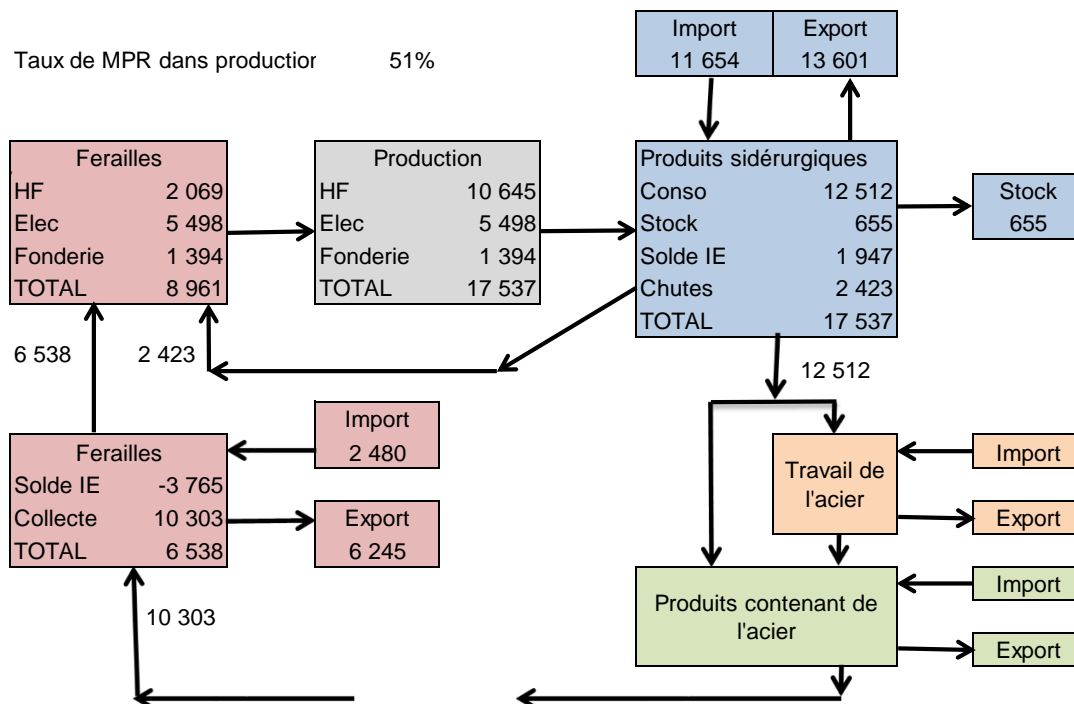 Taux de MPR dans production 51%
Import Export
11 654 13 601
Ferailles
HF 2 069
Elec 5 498
Fonderie 1 394
TOTAL 8 961
Production
HF 10 645
Elec 5 498
Fonderie 1 394
TOTAL 17 537
Produits sidérurgiques
Conso 12 512
Stock 655
Solde IE 1 947
Chutes 2 423
TOTAL 17 537
Stock
655
6 538
2 423
12 512
Import
2 480
Ferailles
Solde IE -3 765
Collecte 10 303
TOTAL 6 538
Export
6 245
Travail de
l'acier
Import
Export
Produits contenant de
l'acier
Import
Export
10 303